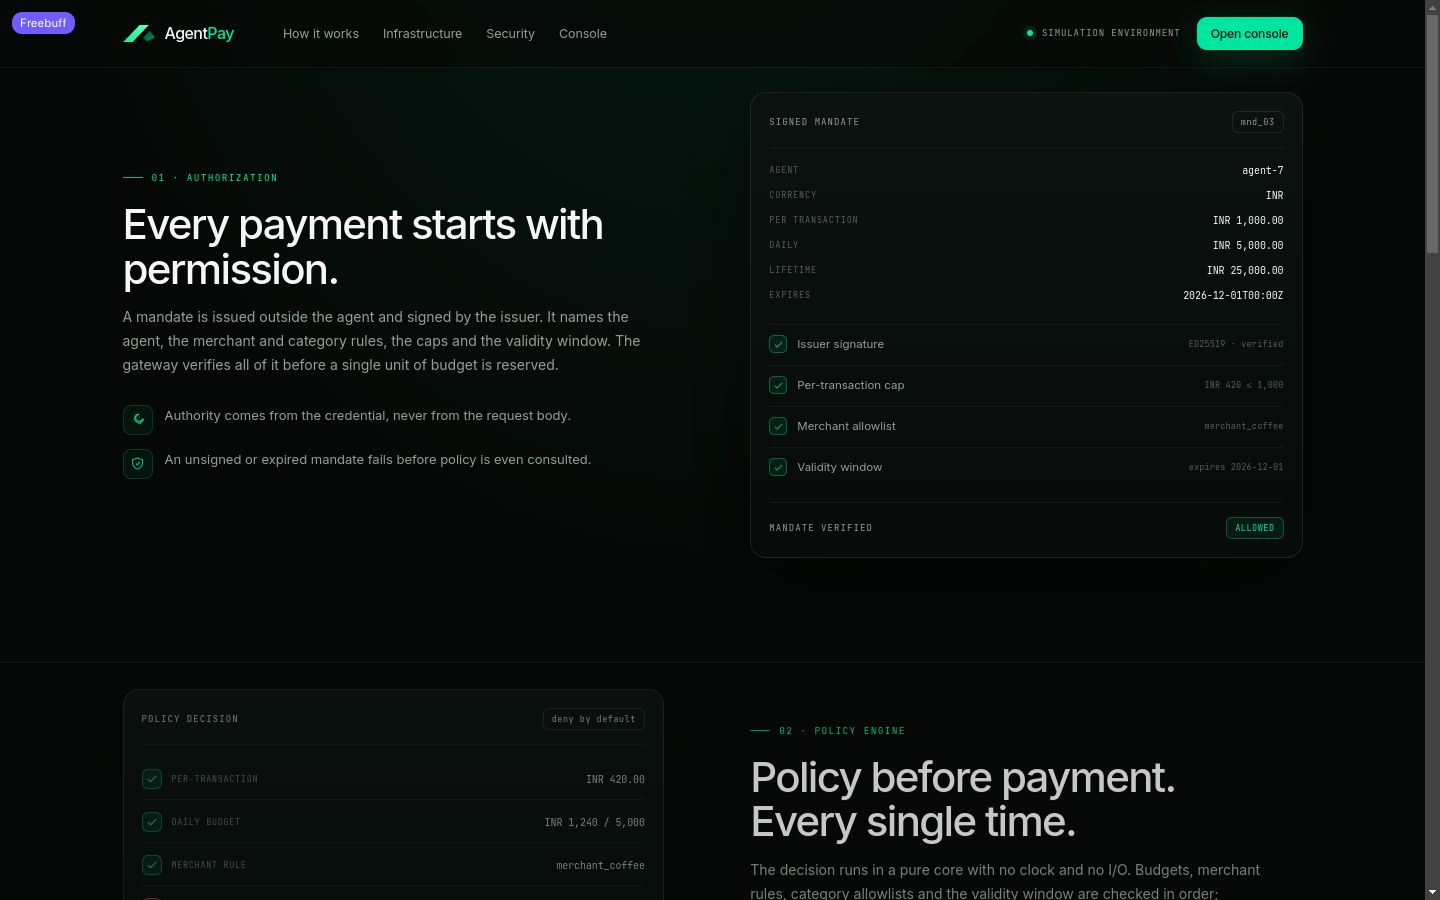 Freebuff
AgentPay
How it works
Infrastructure
Security
Console
SIMULATION ENVIRONMENT
Open console
01 · AUTHORIZATION
Every payment starts with
permission.
A mandate is issued outside the agent and signed by the issuer. It names the
agent, the merchant and category rules, the caps and the validity window. The
gateway verifies all of it before a single unit of budget is reserved.
Authority comes from the credential, never from the request body.
An unsigned or expired mandate fails before policy is even consulted.
SIGNED MANDATE
mnd_03
AGENT agent-7
CURRENCY INR
PER TRANSACTION INR 1,000.00
DAILY INR 5,000.00
LIFETIME INR 25,000.00
EXPIRES 2026-12-01T00:00Z
Issuer signature ED25519 · verified
Per-transaction cap INR 420 ≤ 1,000
Merchant allowlist merchant_coffee
Validity window expires 2026-12-01
MANDATE VERIFIED ALLOWED
POLICY DECISION deny by default
PER-TRANSACTION INR 420.00
DAILY BUDGET INR 1,240 / 5,000
MERCHANT RULE merchant_coffee
02 · POLICY ENGINE
Policy before payment.
Every single time.
The decision runs in a pure core with no clock and no I/O. Budgets, merchant
rules, category allowlists and the validity window are checked in order;